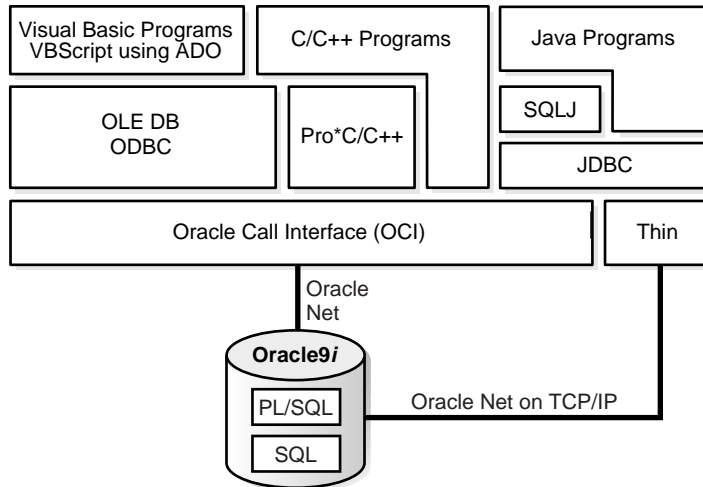 Visual Basic Programs
VBScript using ADO
C/C++ Programs
Java Programs
OLE DB
ODBC
Pro*C/C++
SQLJ
JDBC
Oracle Call Interface (OCI)
Thin
Oracle
Net
Oracle9i
PL/SQL
SQL
Oracle Net on TCP/IP